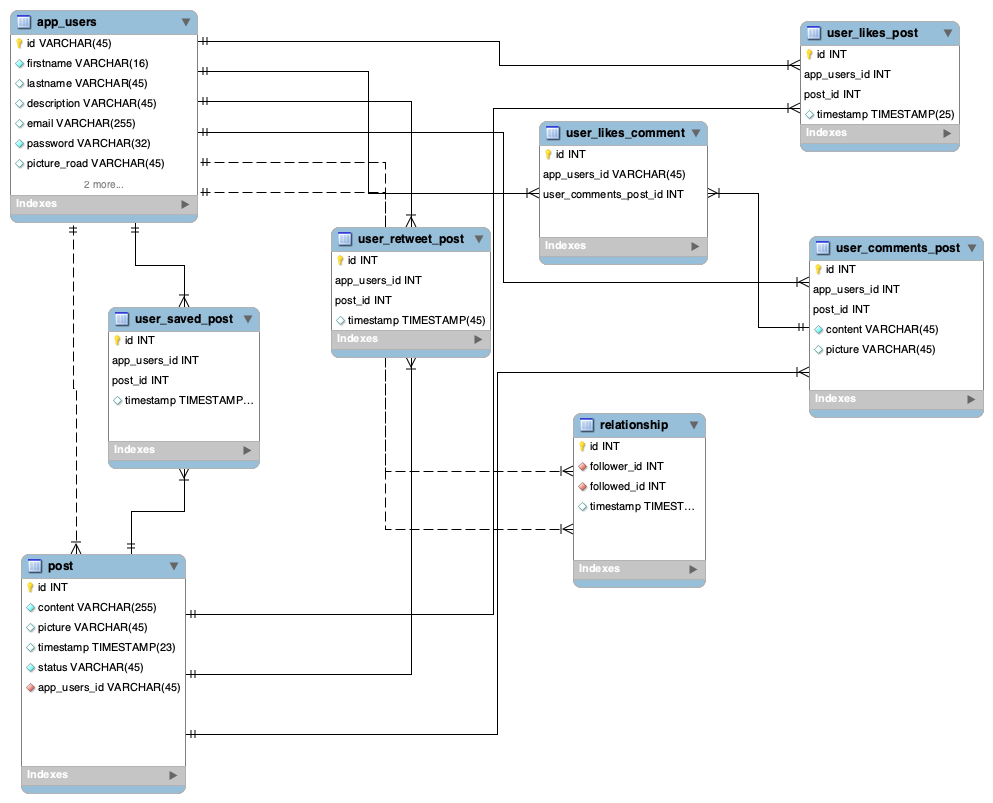 app_users
id VARCHAR(45)
firstname VARCHAR(16)
lastname VARCHAR(45)
description VARCHAR(45)
email VARCHAR(255)
password VARCHAR(32)
picture_road VARCHAR(45)
2 more...
Indexes
user_likes_post
id INT
app_users_id INT
post_id INT
timestamp TIMESTAMP(25)
Indexes
user_likes_comment
id INT
app_users_id VARCHAR(45)
user_comments_post_id INT
Indexes
user_retweet_post
id INT
app_users_id INT
post_id INT
timestamp TIMESTAMP(45)
Indexes
user_comments_post
id INT
app_users_id INT
post_id INT
content VARCHAR(45)
picture VARCHAR(45)
Indexes
user_saved_post
id INT
app_users_id INT
post_id INT
timestamp TIMESTAMP...
Indexes
relationship
id INT
follower_id INT
followed_id INT
timestamp TIMEST...
Indexes
post
id INT
content VARCHAR(255)
picture VARCHAR(45)
timestamp TIMESTAMP(23)
status VARCHAR(45)
app_users_id VARCHAR(45)
Indexes